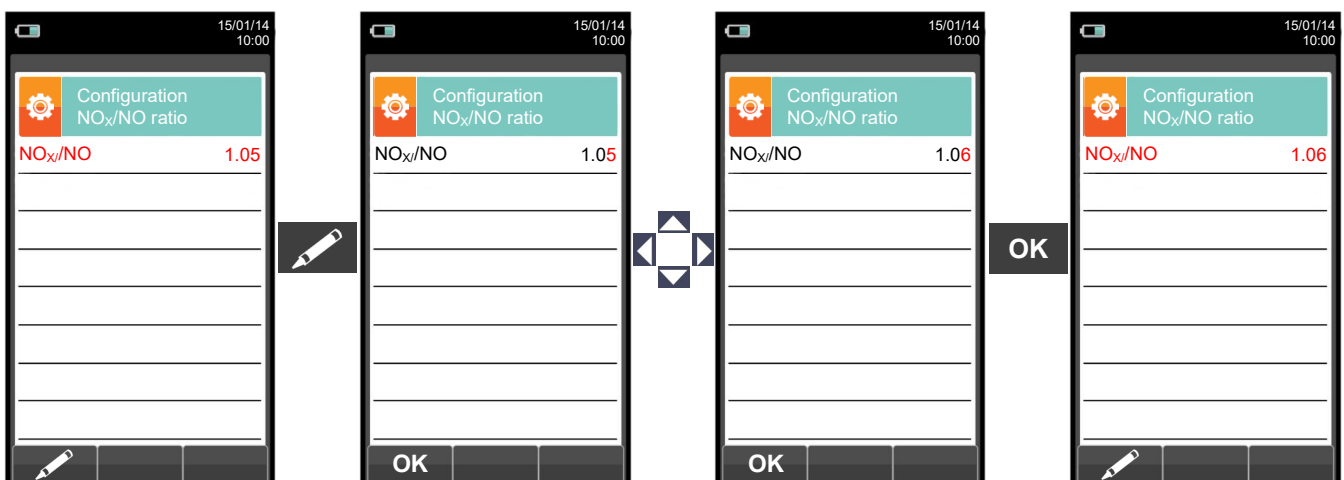 15/01/14
10:00
Configuration
NOx/NO ratio
NOx//NO 1.05
15/01/14
10:00
Configuration
NOx/NO ratio
NOx//NO 1.05
OK
15/01/14
10:00
Configuration
NOx/NO ratio
NOx//NO 1.06
OK
OK
15/01/14
10:00
Configuration
NOx/NO ratio
NOx//NO 1.06